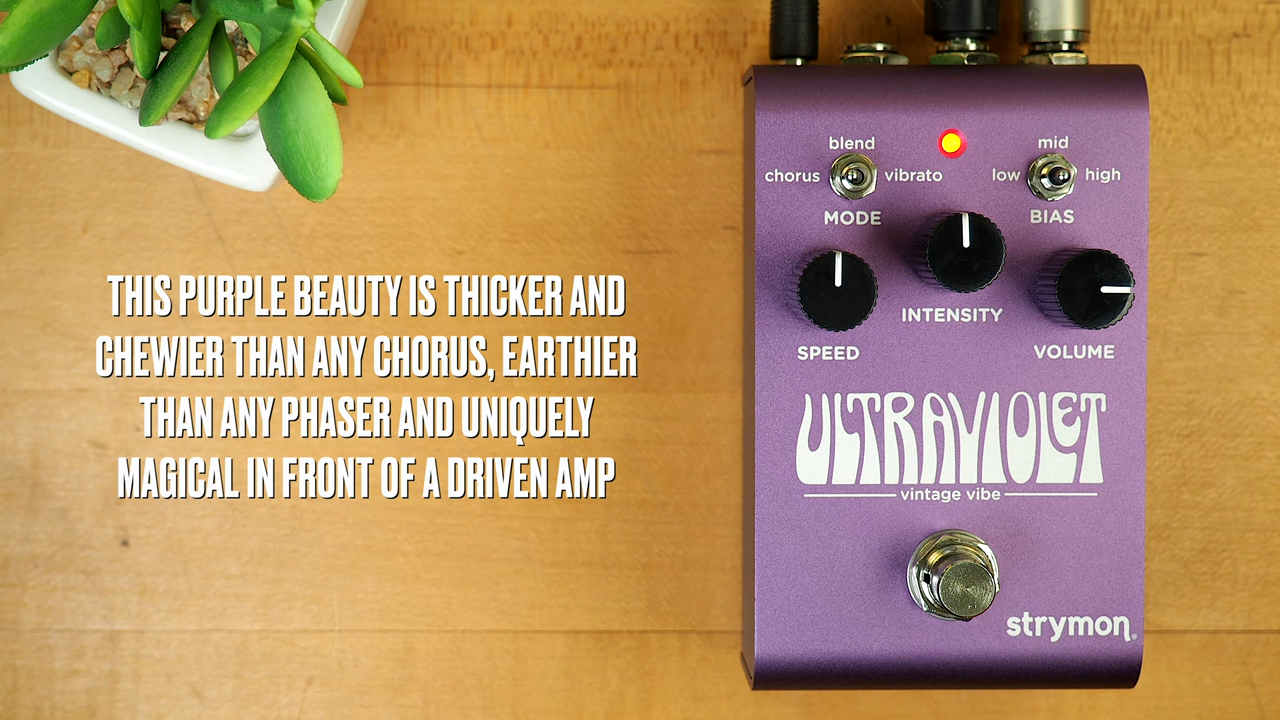 THIS PURPLE BEAUTY IS THICKER AND
CHEWIER THAN ANY CHORUS, EARTHIER
THAN ANY PHASER AND UNIQUELY
MAGICAL IN FRONT OF A DRIVEN AMP
blend
chorus
vibrato
MODE
mid
low
high
BIAS
INTENSITY
SPEED
VOLUME
ULTRAVIOLET
vintage vibe
strymon®